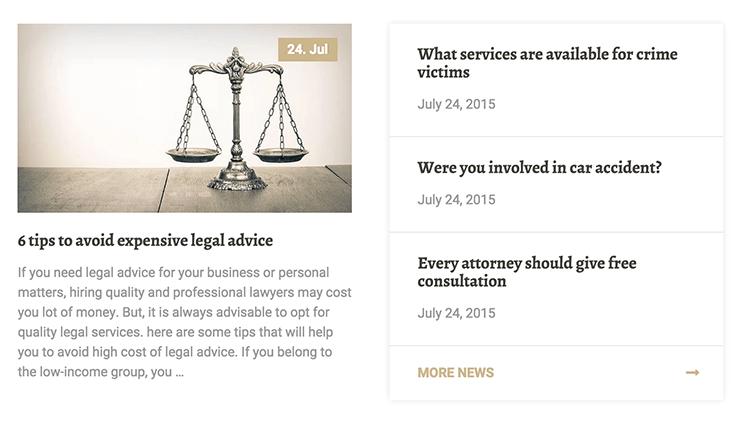 24. Jul
6 tips to avoid expensive legal advice
If you need legal advice for your business or personal
matters, hiring quality and professional lawyers may cost
you lot of money. But, it is always advisable to opt for
quality legal services. here are some tips that will help
you to avoid high cost of legal advice. If you belong to
the low-income group, you ...
What services are available for crime
victims
July 24, 2015
Were you involved in car accident?
July 24, 2015
Every attorney should give free
consultation
July 24, 2015
MORE NEWS